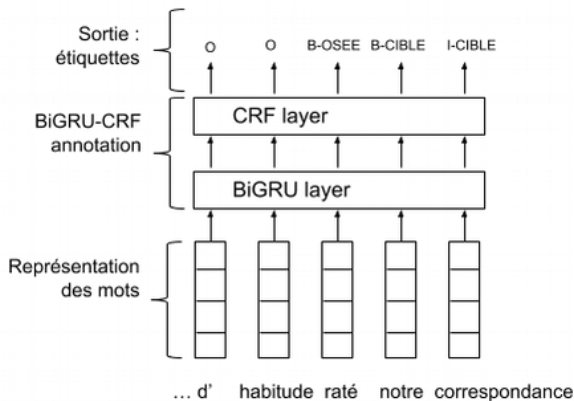 Sortie :
étiquettes
O O B-OSEE B-CIBLE I-CIBLE
BiGRU-CRF
annotation
CRF layer
BiGRU layer
Représentation
des mots
... d' habitude raté notre correspondance